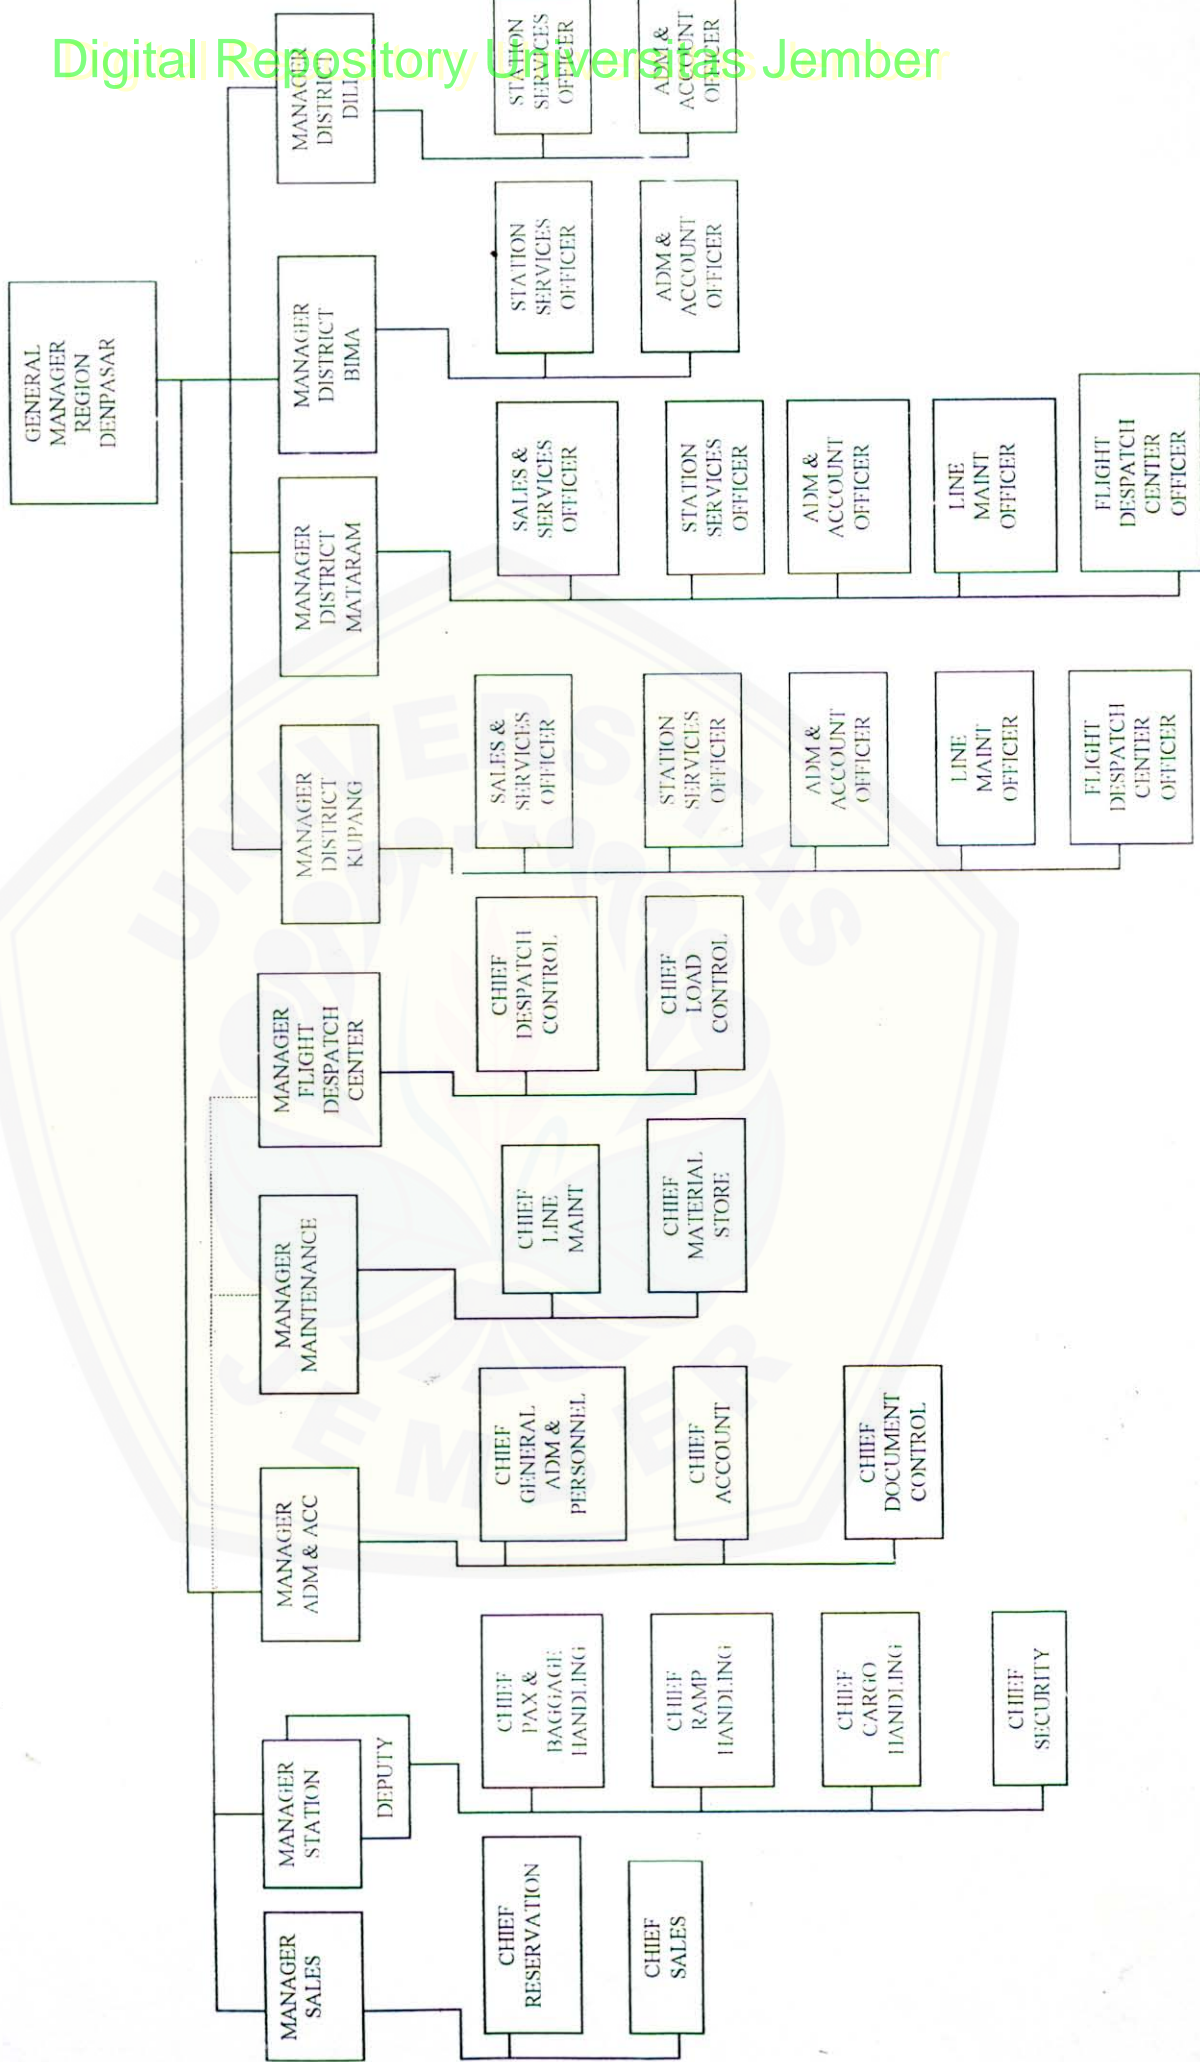 Digital Repository Universitas Jember
GENERAL
MANAGER
REGION
DENPASAR
MANAGER
SALES
MANAGER
STATION
DEPUTY
MANAGER
ADM & ACC
MANAGER
MAINTENANCE
MANAGER
FLIGHT
DESPATCH
CENTER
MANAGER
DISTRICT
KUPANG
MANAGER
DISTRICT
MATARAM
MANAGER
DISTRICT
BIMA
MANAGER
DISTRICT
DILI
CHIEF
RESERVATION
CHIEF
SALES
CHIEF
PAX &
BAGGAGE
HANDLING
CHIEF
RAMP
HANDLING
CHIEF
CARGO
HANDLING
CHIEF
SECURITY
CHIEF
GENERAL
ADM &
PERSONNEL
CHIEF
ACCOUNT
CHIEF
DOCUMENT
CONTROL
CHIEF
LINE
MAINT
CHIEF
MATERIAL
STORE
CHIEF
DESPATCH
CONTROL
CHIEF
LOAD
CONTROL
SALES &
SERVICES
OFFICER
STATION
SERVICES
OFFICER
ADM &
ACCOUNT
OFFICER
LINE
MAINT
OFFICER
FLIGHT
DESPATCH
CENTER
OFFICER
SALES &
SERVICES
OFFICER
STATION
SERVICES
OFFICER
ADM &
ACCOUNT
OFFICER
LINE
MAINT
OFFICER
FLIGHT
DESPATCH
CENTER
OFFICER
STATION
SERVICES
OFFICER
ADM &
ACCOUNT
OFFICER
STATION
SERVICES
OFFICER
ADM &
ACCOUNT
OFFICER
UNIVERSITAS
JEMBER